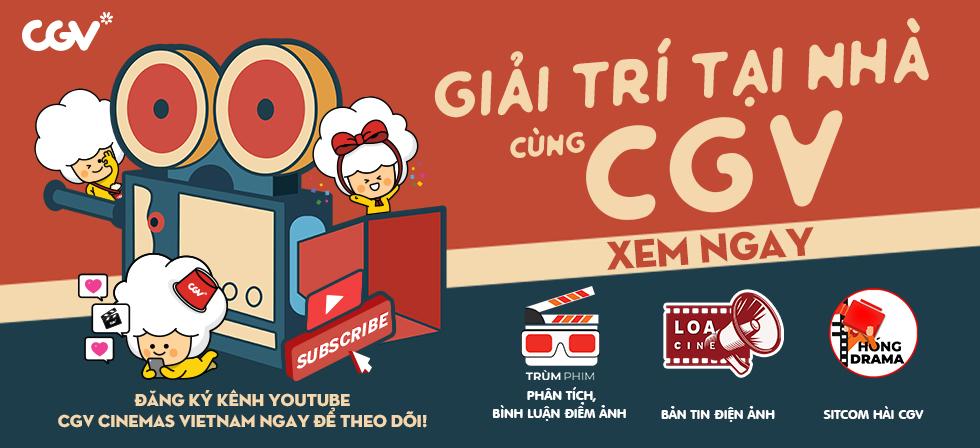 CGV*
GIẢI TRÍ TẠI NHÀ
CÙNG CGV
XEM NGAY
CGV
SUBSCRIBE
ĐĂNG KÝ KÊNH YOUTUBE
CGV CINEMAS VIETNAM NGAY ĐỂ THEO DÕI!
TRÙM PHIM
PHÂN TÍCH,
BÌNH LUẬN ĐIỂM ẢNH
LOA
CINE
BẢN TIN ĐIỆN ẢNH
HÓNG
DRAMA
SITCOM HÀI CGV